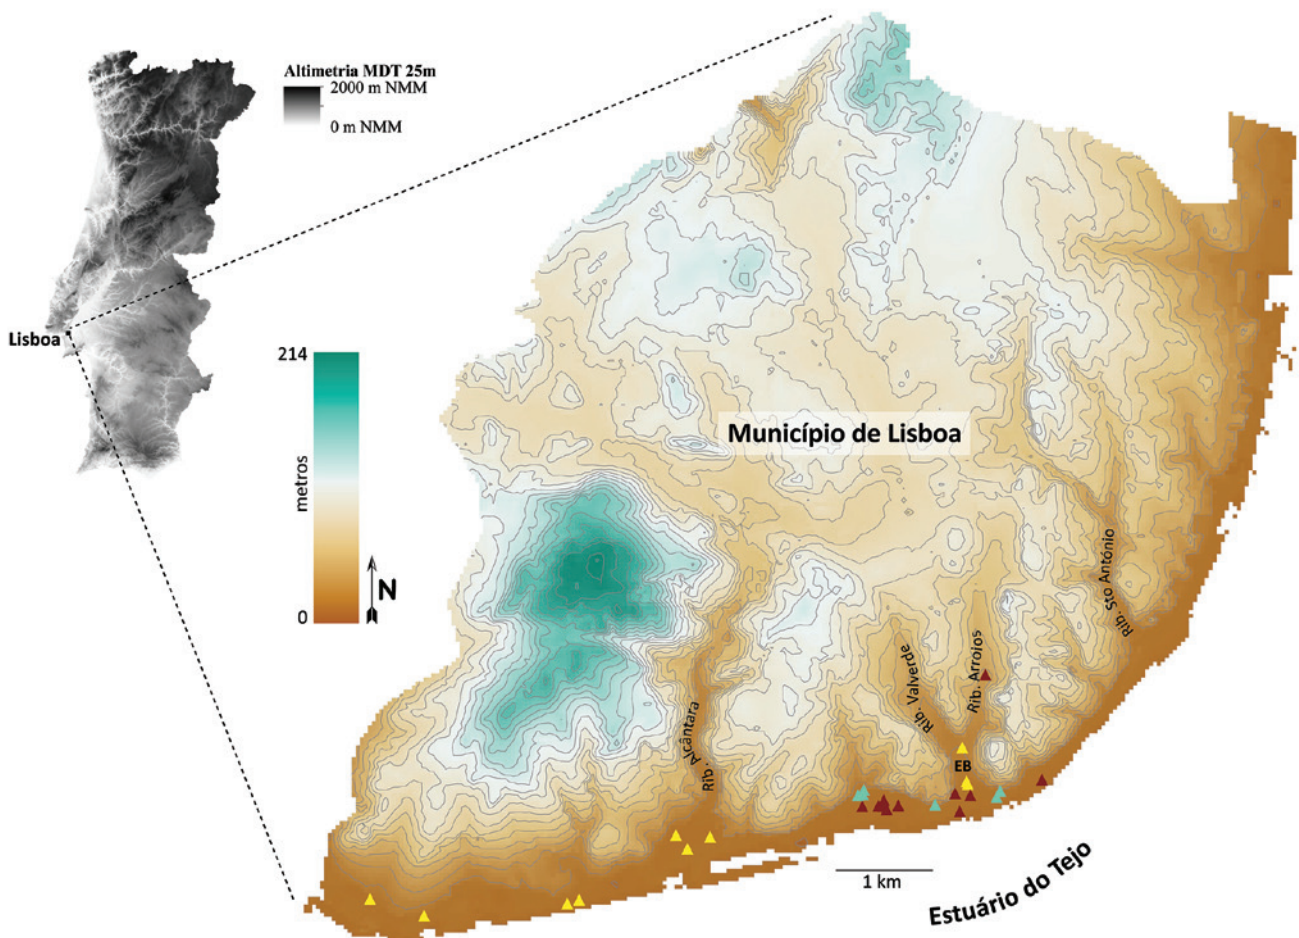 Altimetria MDT 25m
2000 m NMM
0 m NMM
Lisboa
214
metros
0
N
Município de Lisboa
Rib. Sto António
Rib. Valverde
Rib. Arroios
Rib. Alcântara
EB
1 km
Estuário do Tejo